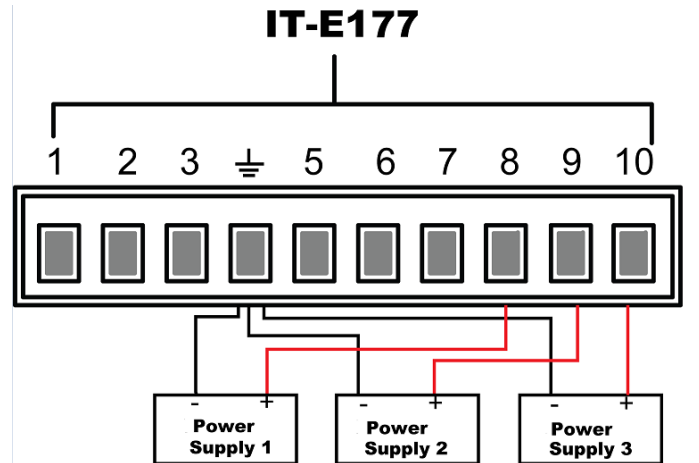 IT-E177
1 2 3 5 6 7 8 9 10
- + - + - +
Power Power Power
Supply 1 Supply 2 Supply 3